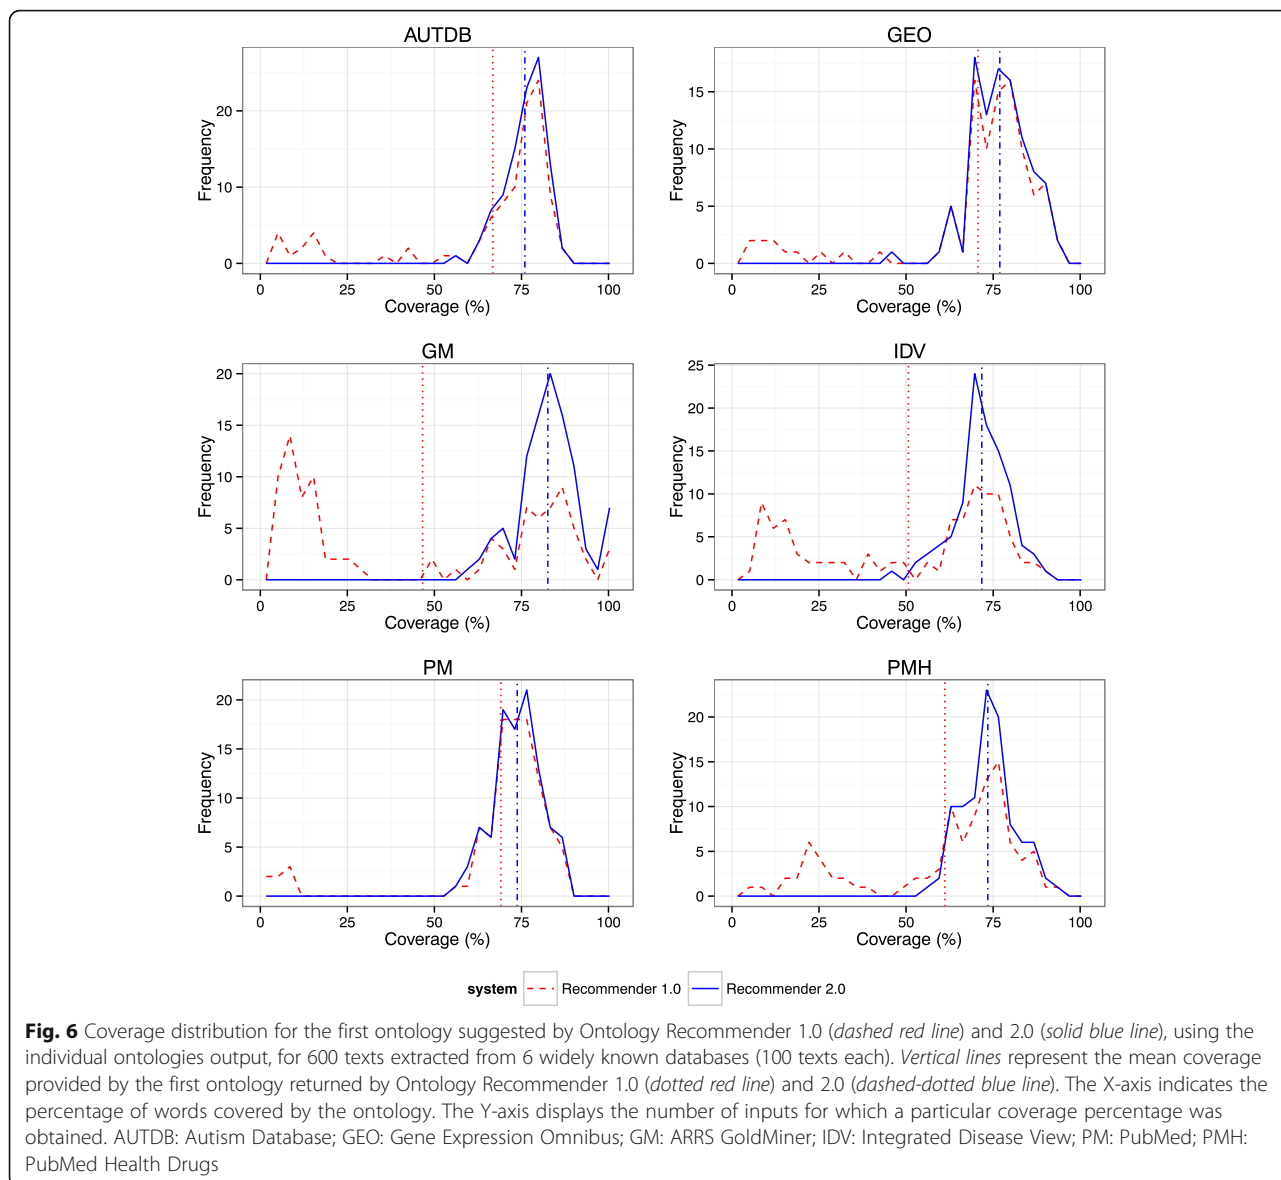 AUTDB
Frequency
20
10
0
0 25 50 75 100
Coverage (%)
GEO
Frequency
15
10
5
0
0 25 50 75 100
Coverage (%)
GM
Frequency
20
15
10
5
0
0 25 50 75 100
Coverage (%)
IDV
Frequency
25
20
15
10
5
0
0 25 50 75 100
Coverage (%)
PM
Frequency
20
15
10
5
0
0 25 50 75 100
Coverage (%)
PMH
Frequency
20
15
10
5
0
0 25 50 75 100
Coverage (%)
system Recommender 1.0 Recommender 2.0
Fig. 6 Coverage distribution for the first ontology suggested by Ontology Recommender 1.0 (dashed red line) and 2.0 (solid blue line), using the
individual ontologies output, for 600 texts extracted from 6 widely known databases (100 texts each). Vertical lines represent the mean coverage
provided by the first ontology returned by Ontology Recommender 1.0 (dotted red line) and 2.0 (dashed-dotted blue line). The X-axis indicates the
percentage of words covered by the ontology. The Y-axis displays the number of inputs for which a particular coverage percentage was
obtained. AUTDB: Autism Database; GEO: Gene Expression Omnibus; GM: ARRS GoldMiner; IDV: Integrated Disease View; PM: PubMed; PMH:
PubMed Health Drugs